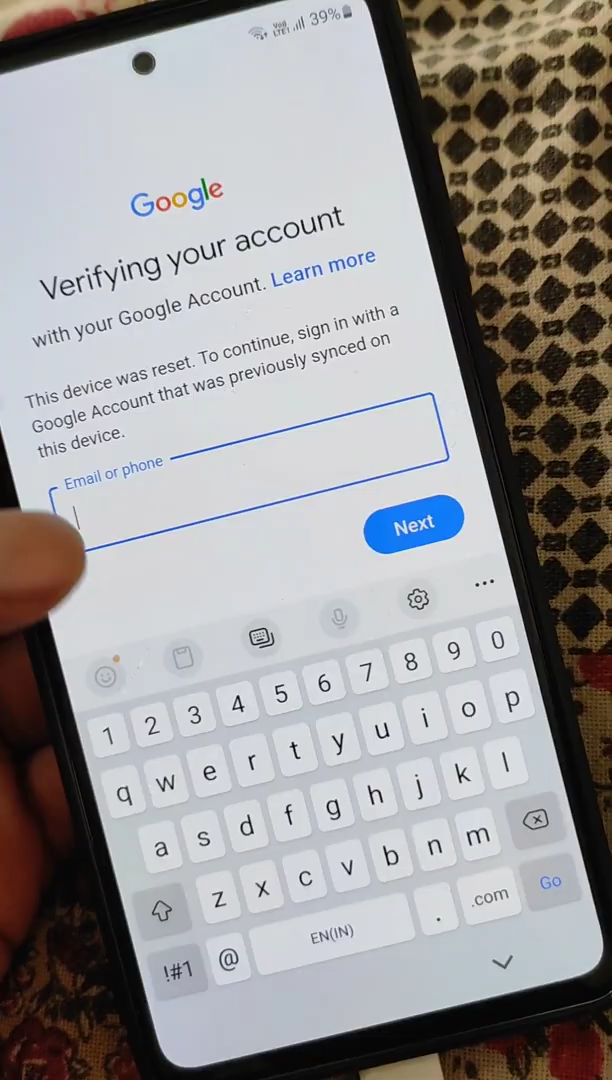 Vo))
LTE1 39%
Google
Verifying your account
with your Google Account. Learn more
This device was reset. To continue, sign in with a
Google Account that was previously synced on
this device.
Email or phone
Next
1 2 3 4 5 6 7 8 9 0
q w e r t y u i o p
a s d f g h j k l
z x c v b n m
!#1 @ EN(IN) . .com Go